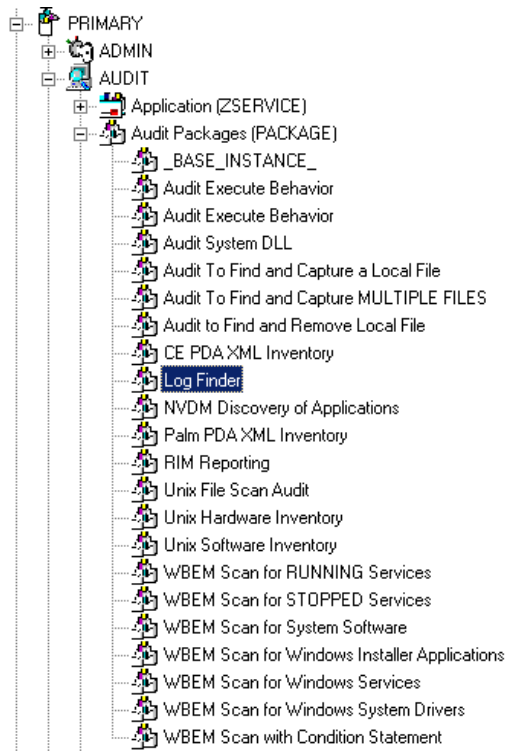 PRIMARY
ADMIN
AUDIT
Application (ZSERVICE)
Audit Packages (PACKAGE)
_BASE_INSTANCE_
Audit Execute Behavior
Audit Execute Behavior
Audit System DLL
Audit To Find and Capture a Local File
Audit To Find and Capture MULTIPLE FILES
Audit to Find and Remove Local File
CE PDA XML Inventory
Log Finder
NVDM Discovery of Applications
Palm PDA XML Inventory
RIM Reporting
Unix File Scan Audit
Unix Hardware Inventory
Unix Software Inventory
WBEM Scan for RUNNING Services
WBEM Scan for STOPPED Services
WBEM Scan for System Software
WBEM Scan for Windows Installer Applications
WBEM Scan for Windows Services
WBEM Scan for Windows System Drivers
WBEM Scan with Condition Statement